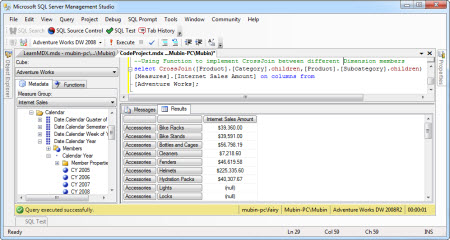 Microsoft SQL Server Management Studio
File Edit View Query Project Debug SQL Prompt Tools Window Community Help
SQL Search SQL Source Control SQL Test Tab History
Adventure Works DW 2008 Execute
LearnMDX.mdx - mubin-pc\...\Mubin) CodeProject.mdx ...Mubin-PC\Mubin)*
Object Explorer
Properties
Cube:
Adventure Works
Metadata Functions
Measure Group:
Internet Sales
Calendar
Date Calendar Quarter of
Date Calendar Semester
Date Calendar Week of
Date Calendar Year
Members
Calendar Year
Member Properties
CY 2005
CY 2006
CY 2007
CY 2008
--Using Function to implement CrossJoin between different Dimension members
select CrossJoin([Product].[Category].children,[Product].[Subcategory].children)
[Measures].[Internet Sales Amount] on columns from
[Adventure Works];
Messages Results
Internet Sales Amount
Accessories Bike Racks $39,360.00
Accessories Bike Stands $39,591.00
Accessories Bottles and Cages $56,798.19
Accessories Cleaners $7,218.60
Accessories Fenders $46,619.58
Accessories Helmets $225,335.60
Accessories Hydration Packs $40,307.67
Accessories Lights (null)
Accessories Locks (null)
Query executed successfully. mubin-pc\fairy Mubin-PC\Mubin Adventure Works DW 2008R2 00:00:01
SQL Test
Ready Ln 29 Col 59 Ch 59 INS